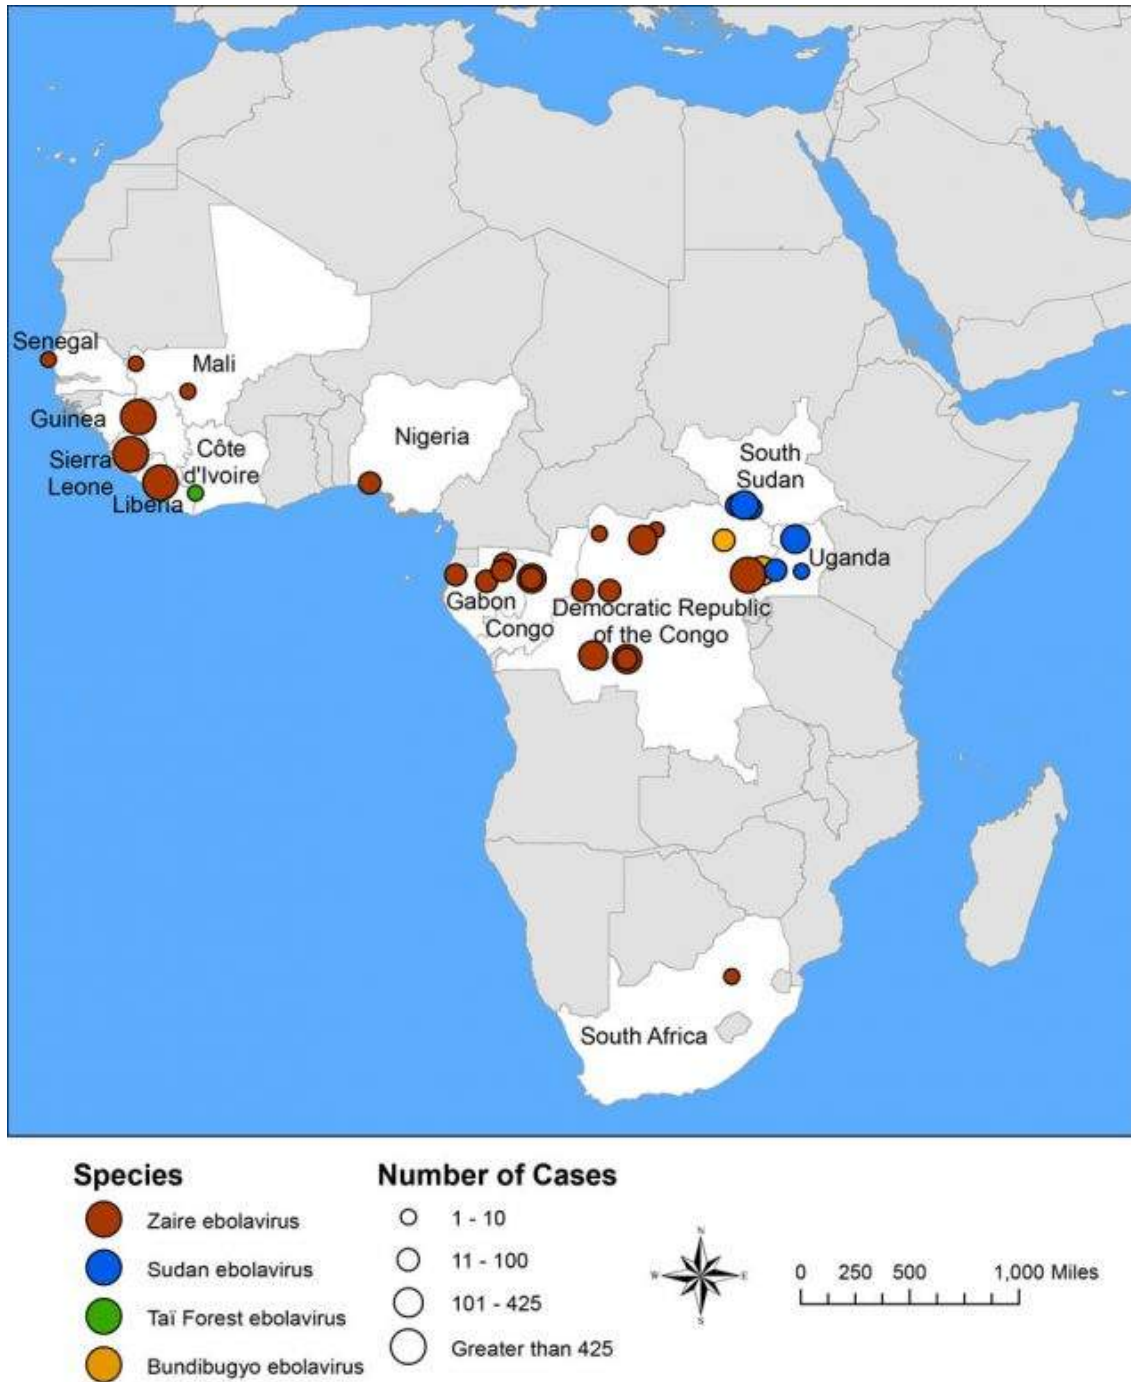 Senegal
Mali
Guinea
Sierra
Leone
Liberia
Côte
d'Ivoire
Nigeria
South
Sudan
Uganda
Gabon
Congo
Democratic Republic
of the Congo
South Africa
Species
Zaire ebolavirus
Sudan ebolavirus
Taï Forest ebolavirus
Bundibugyo ebolavirus
Number of Cases
1 - 10
11 - 100
101 - 425
Greater than 425
N
W E
S
0 250 500 1,000 Miles